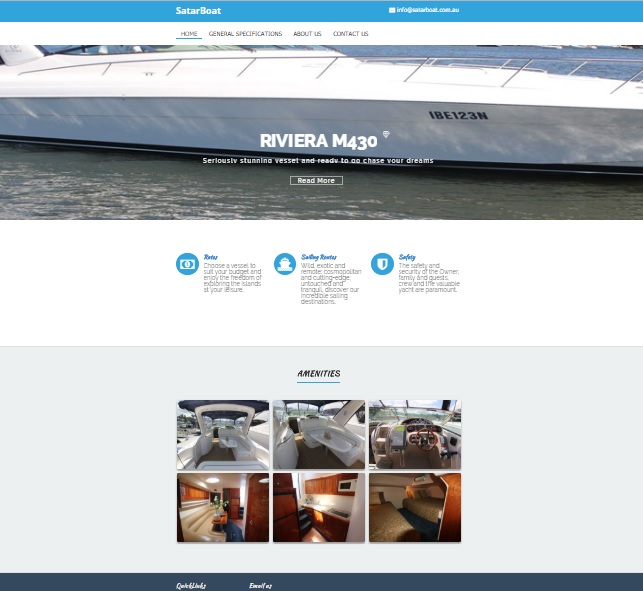 SatarBoat
info@satarboat.com.au
HOME GENERAL SPECIFICATIONS ABOUT US CONTACT US
IBE123N
RIVIERA M430
Seriously stunning vessel and ready to go chase your dreams
Read More
Rates
Choose a vessel to
suit your budget and
enjoy the freedom of
exploring the islands
at your leisure.
Sailing Routes
Wild, exotic and
remote; cosmopolitan
and cutting-edge;
untouched and
tranquil, discover our
incredible sailing
destinations.
Safety
The safety and
security of the Owner,
family and guests,
crew and the valuable
yacht are paramount.
AMENITIES
QuickLinks
Email us